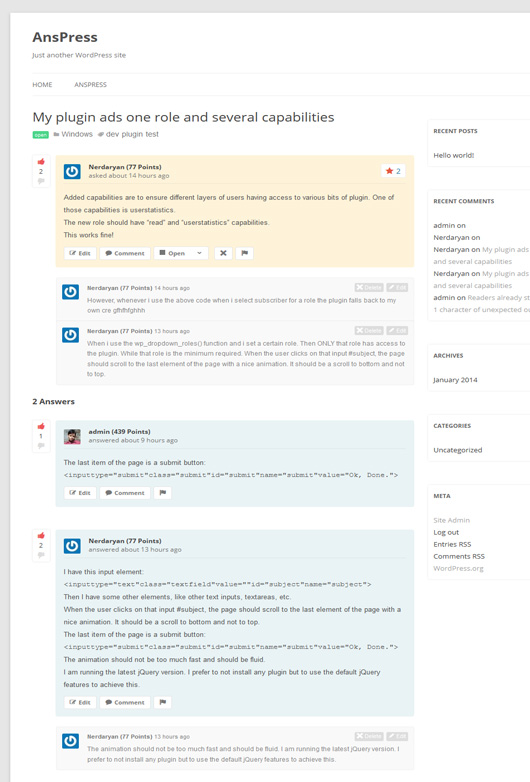 AnsPress
Just another WordPress site
HOME ANSPRESS
My plugin ads one role and several capabilities
open Windows dev plugin test
2
Nerdaryan (77 Points)
asked about 14 hours ago
2
Added capabilities are to ensure different layers of users having access to various bits of plugin. One of
those capabilities is userstatistics.
The new role should have "read" and "userstatistics" capabilities.
This works fine!
Edit Comment Open
Nerdaryan (77 Points) 14 hours ago Delete Edit
However, whenever i use the above code when i select subscriber for a role the plugin falls back to my
own cre gfhfhfghhh
Nerdaryan (77 Points) 13 hours ago Delete Edit
When i use the wp_dropdown_roles() function and i set a certain role. Then ONLY that role has access to
the plugin. While that role is the minimum required. When the user clicks on that input #subject, the page
should scroll to the last element of the page with a nice animation. It should be a scroll to bottom and not
to top.
2 Answers
1
admin (439 Points)
answered about 9 hours ago
The last item of the page is a submit button:
<inputtype="submit"class="submit"id="submit"name="submit"value="Ok, Done.">
Edit Comment
2
Nerdaryan (77 Points)
answered about 13 hours ago
I have this input element:
<inputtype="text"class="textfield"value=""id="subject"name="subject">
Then I have some other elements, like other text inputs, textareas, etc.
When the user clicks on that input #subject, the page should scroll to the last element of the page with a
nice animation. It should be a scroll to bottom and not to top.
The last item of the page is a submit button:
<inputtype="submit"class="submit"id="submit"name="submit"value="Ok, Done.">
The animation should not be too much fast and should be fluid.
I am running the latest jQuery version. I prefer to not install any plugin but to use the default jQuery
features to achieve this.
Edit Comment
Nerdaryan (77 Points) 13 hours ago Delete Edit
The animation should not be too much fast and should be fluid. I am running the latest jQuery version. I
prefer to not install any plugin but to use the default jQuery features to achieve this.
RECENT POSTS
Hello world!
RECENT COMMENTS
admin on
Nerdaryan on
Nerdaryan on My plugin ads
and several capabilities
Nerdaryan on My plugin ads
and several capabilities
admin on Readers already st
1 character of unexpected o
ARCHIVES
January 2014
CATEGORIES
Uncategorized
META
Site Admin
Log out
Entries RSS
Comments RSS
WordPress.org